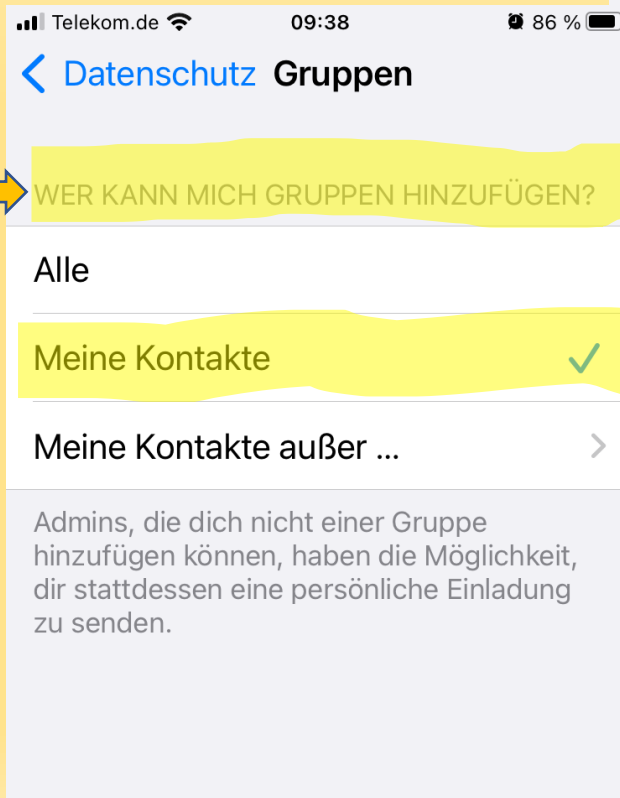 Telekom.de 09:38 86 %
Datenschutz Gruppen
WER KANN MICH GRUPPEN HINZUFÜGEN?
Alle
Meine Kontakte
Meine Kontakte außer ...
Admins, die dich nicht einer Gruppe
hinzufügen können, haben die Möglichkeit,
dir stattdessen eine persönliche Einladung
zu senden.